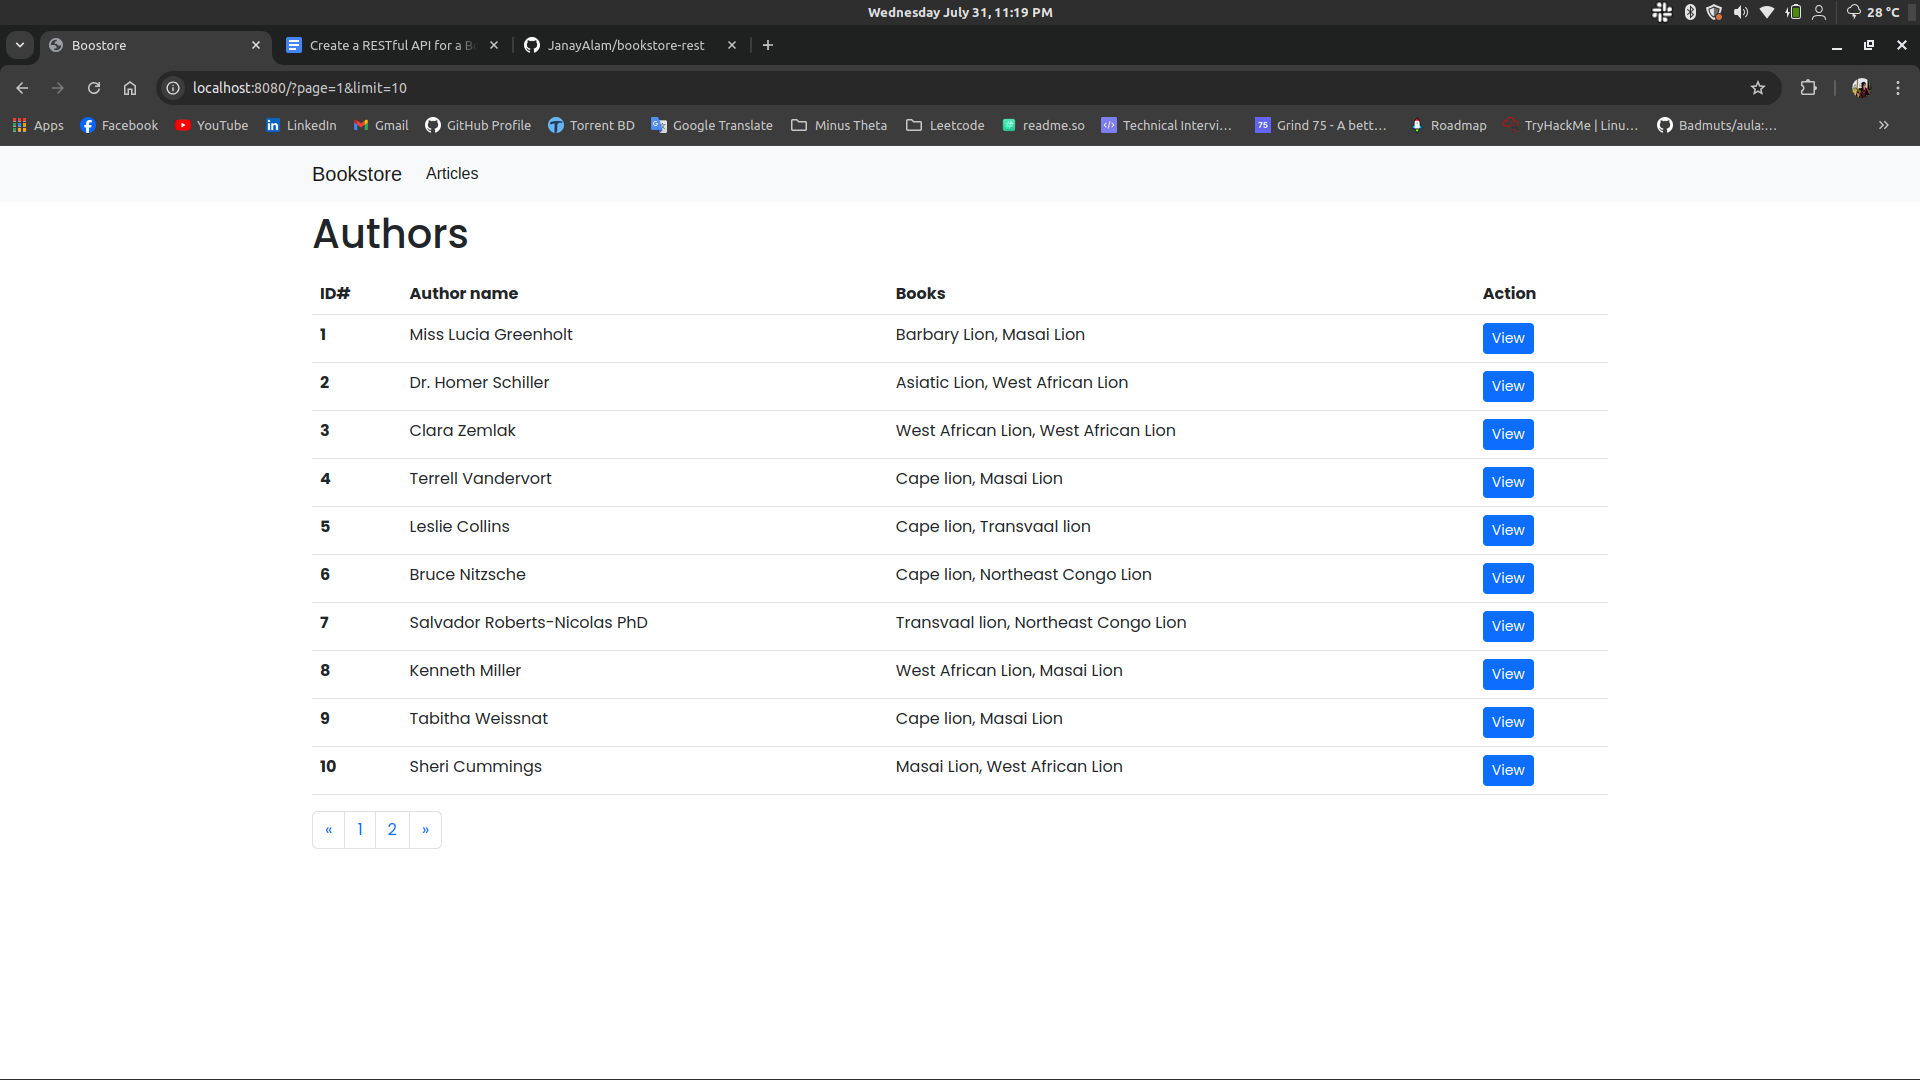 Wednesday July 31, 11:19 PM
28 °C
Boostore
Create a RESTful API for a Bo
JanayAlam/bookstore-rest
localhost:8080/?page=1&limit=10
Apps Facebook YouTube LinkedIn Gmail GitHub Profile Torrent BD Google Translate Minus Theta Leetcode readme.so Technical Intervi... 75 Grind 75 - A bett... Roadmap TryHackMe | Linu... Badmuts/aula:... »
Bookstore Articles
Authors
ID# Author name Books Action
1 Miss Lucia Greenholt Barbary Lion, Masai Lion View
2 Dr. Homer Schiller Asiatic Lion, West African Lion View
3 Clara Zemlak West African Lion, West African Lion View
4 Terrell Vandervort Cape lion, Masai Lion View
5 Leslie Collins Cape lion, Transvaal lion View
6 Bruce Nitzsche Cape lion, Northeast Congo Lion View
7 Salvador Roberts-Nicolas PhD Transvaal lion, Northeast Congo Lion View
8 Kenneth Miller West African Lion, Masai Lion View
9 Tabitha Weissnat Cape lion, Masai Lion View
10 Sheri Cummings Masai Lion, West African Lion View
« 1 2 »